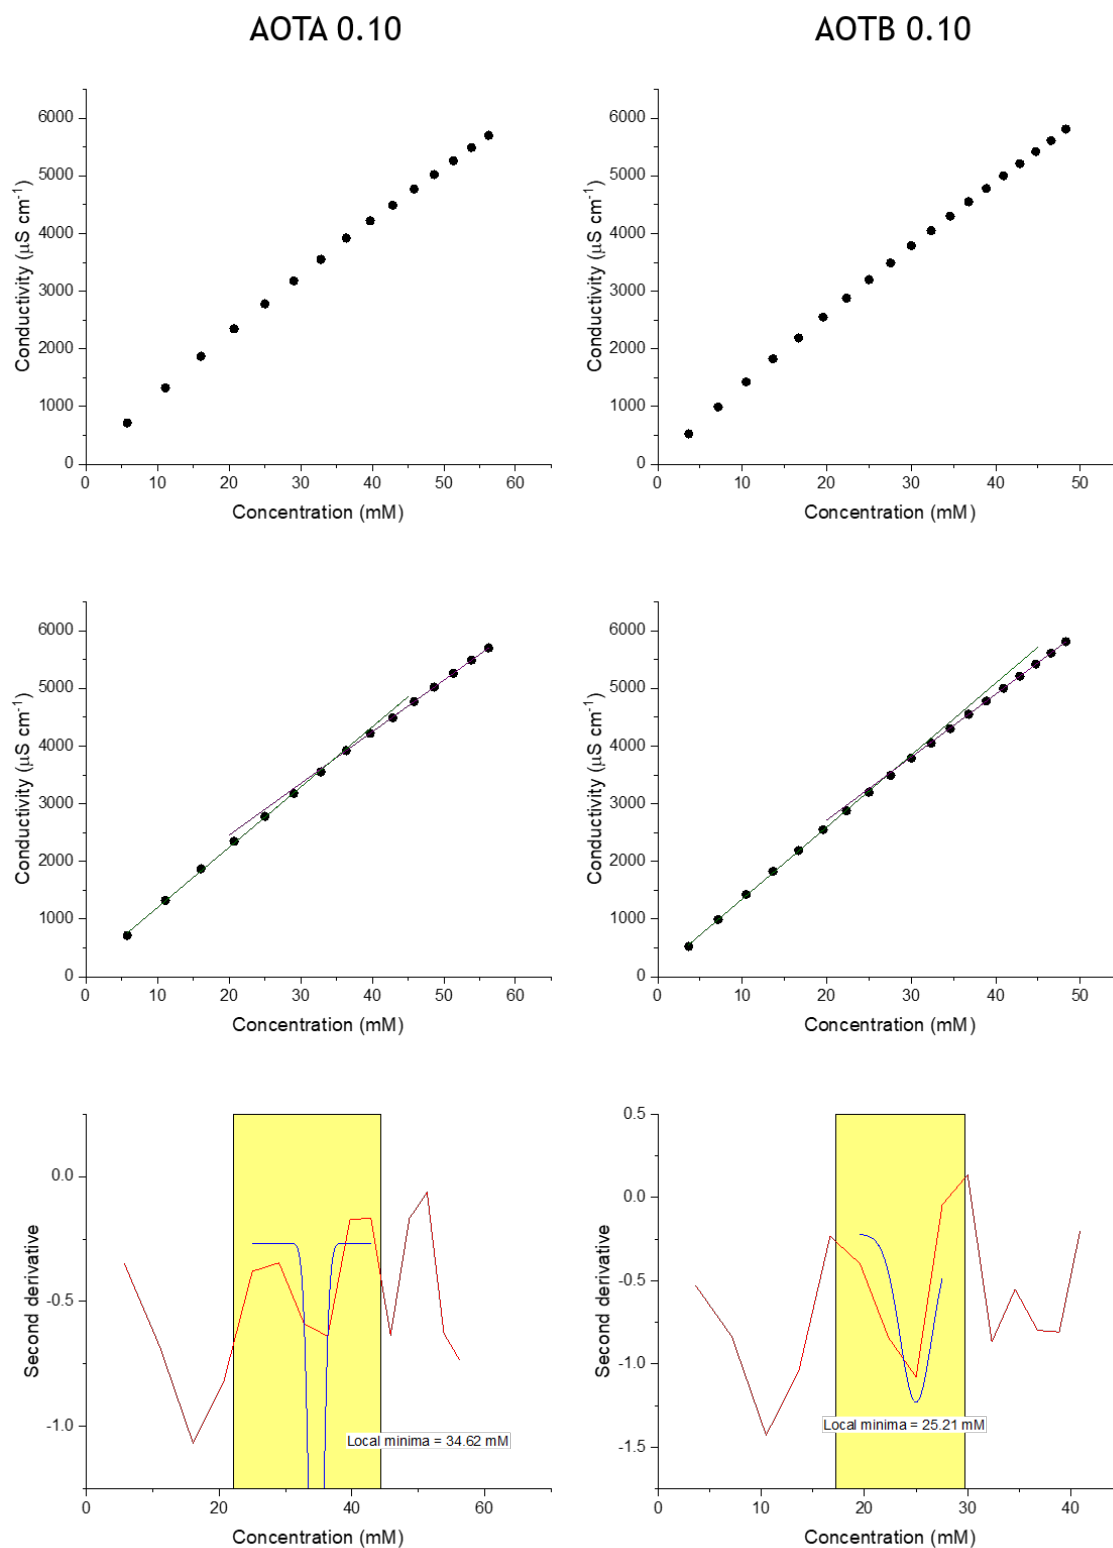 AOTA 0.10
AOTB 0.10
6000
5000
4000
3000
2000
1000
0
Conductivity (μS cm⁻¹)
0 10 20 30 40 50 60
Concentration (mM)
6000
5000
4000
3000
2000
1000
0
Conductivity (μS cm⁻¹)
0 10 20 30 40 50
Concentration (mM)
6000
5000
4000
3000
2000
1000
0
Conductivity (μS cm⁻¹)
0 10 20 30 40 50 60
Concentration (mM)
6000
5000
4000
3000
2000
1000
0
Conductivity (μS cm⁻¹)
0 10 20 30 40 50
Concentration (mM)
0.0
-0.5
-1.0
Second derivative
Local minima = 34.62 mM
0 20 40 60
Concentration (mM)
0.5
0.0
-0.5
-1.0
-1.5
Second derivative
Local minima = 25.21 mM
0 10 20 30 40
Concentration (mM)